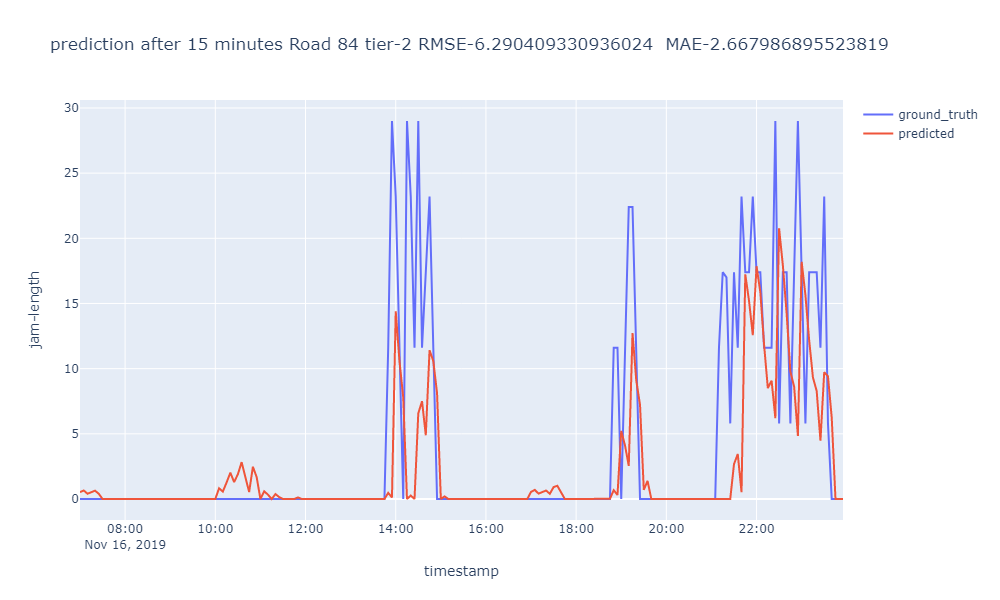 prediction after 15 minutes Road 84 tier-2 RMSE-6.290409330936024 MAE-2.667986895523819
ground_truth
predicted
jam-length
30
25
20
15
10
5
0
08:00 10:00 12:00 14:00 16:00 18:00 20:00 22:00
Nov 16, 2019
timestamp